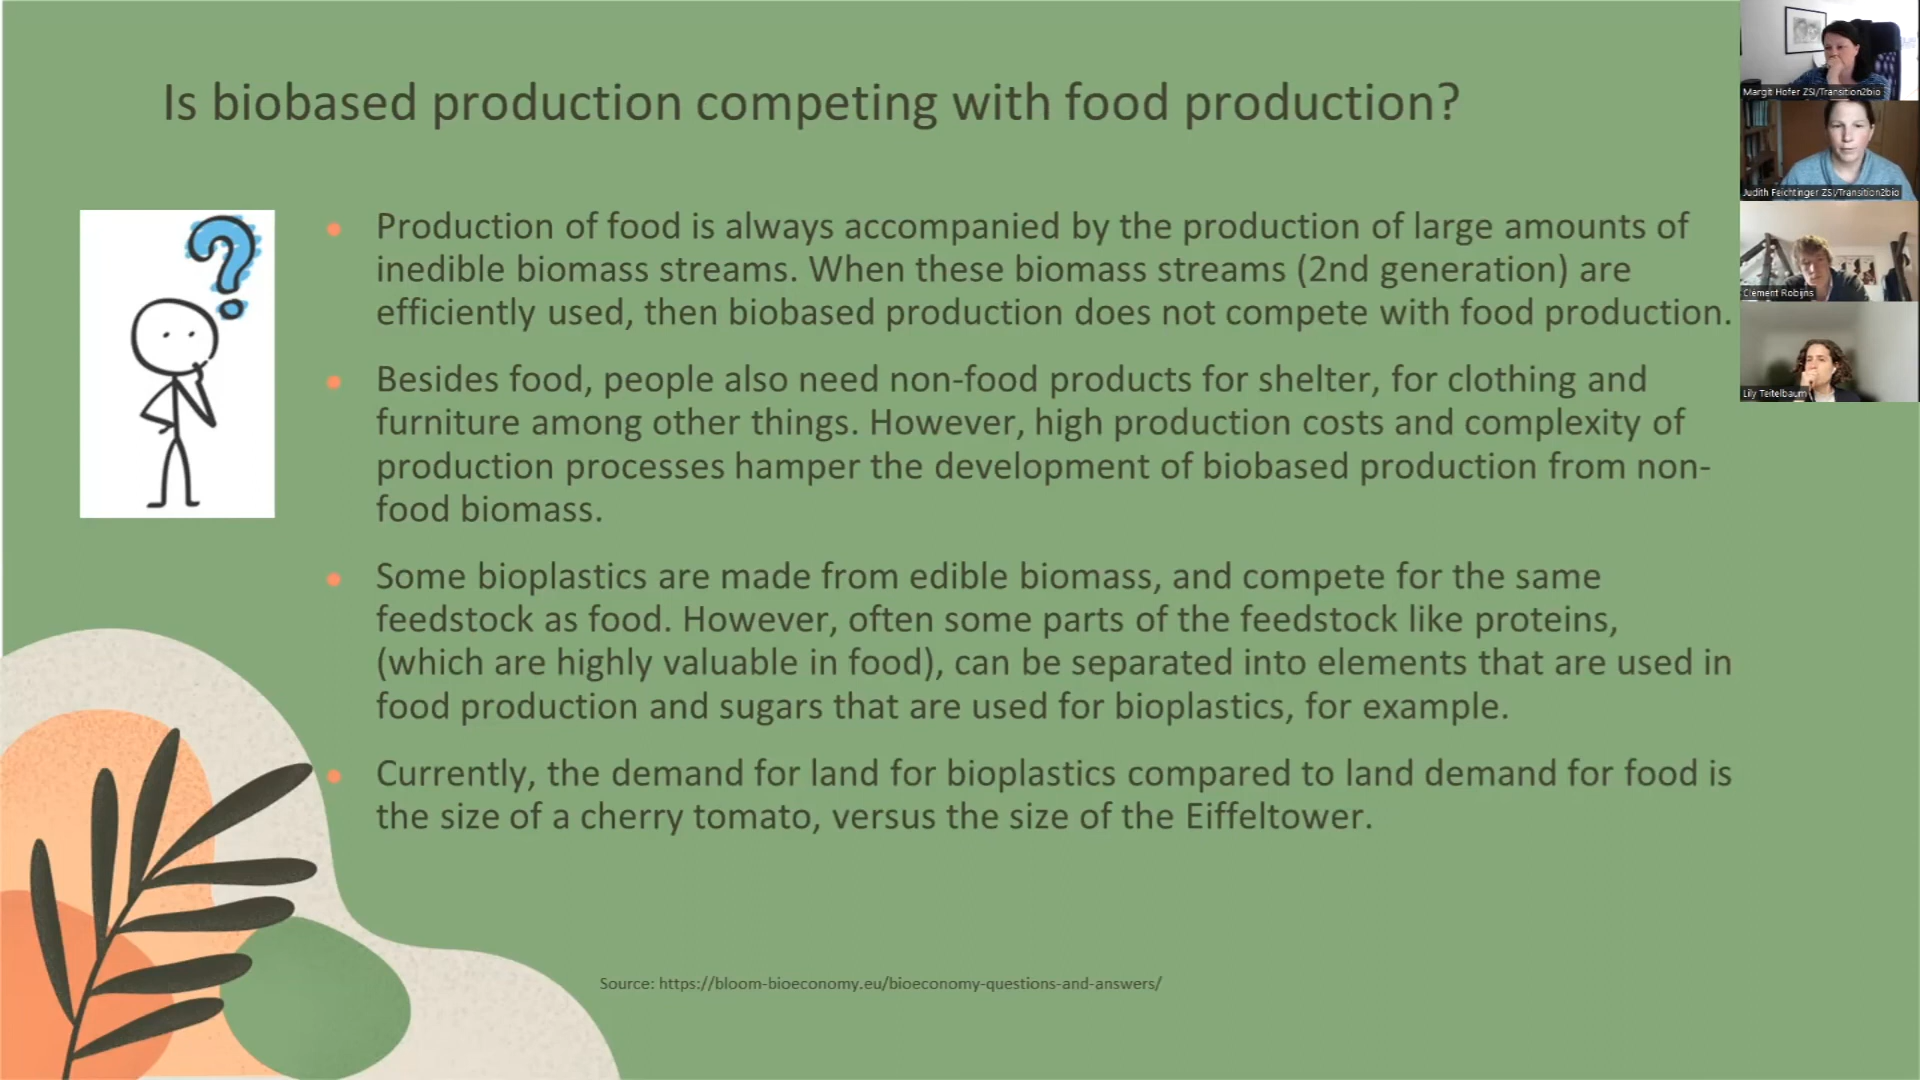 Is biobased production competing with food production?
Production of food is always accompanied by the production of large amounts of
inedible biomass streams. When these biomass streams (2nd generation) are
efficiently used, then biobased production does not compete with food production.
Besides food, people also need non-food products for shelter, for clothing and
furniture among other things. However, high production costs and complexity of
production processes hamper the development of biobased production from non-
food biomass.
Some bioplastics are made from edible biomass, and compete for the same
feedstock as food. However, often some parts of the feedstock like proteins,
(which are highly valuable in food), can be separated into elements that are used in
food production and sugars that are used for bioplastics, for example.
Currently, the demand for land for bioplastics compared to land demand for food is
the size of a cherry tomato, versus the size of the Eiffeltower.
Source: https://bloom-bioeconomy.eu/bioeconomy-questions-and-answers/
Margit Hofer ZSI/Transition2bio
Judith Feichtinger ZSI/Transition2bio
Clément Robijns
Lily Teitelbaum
?